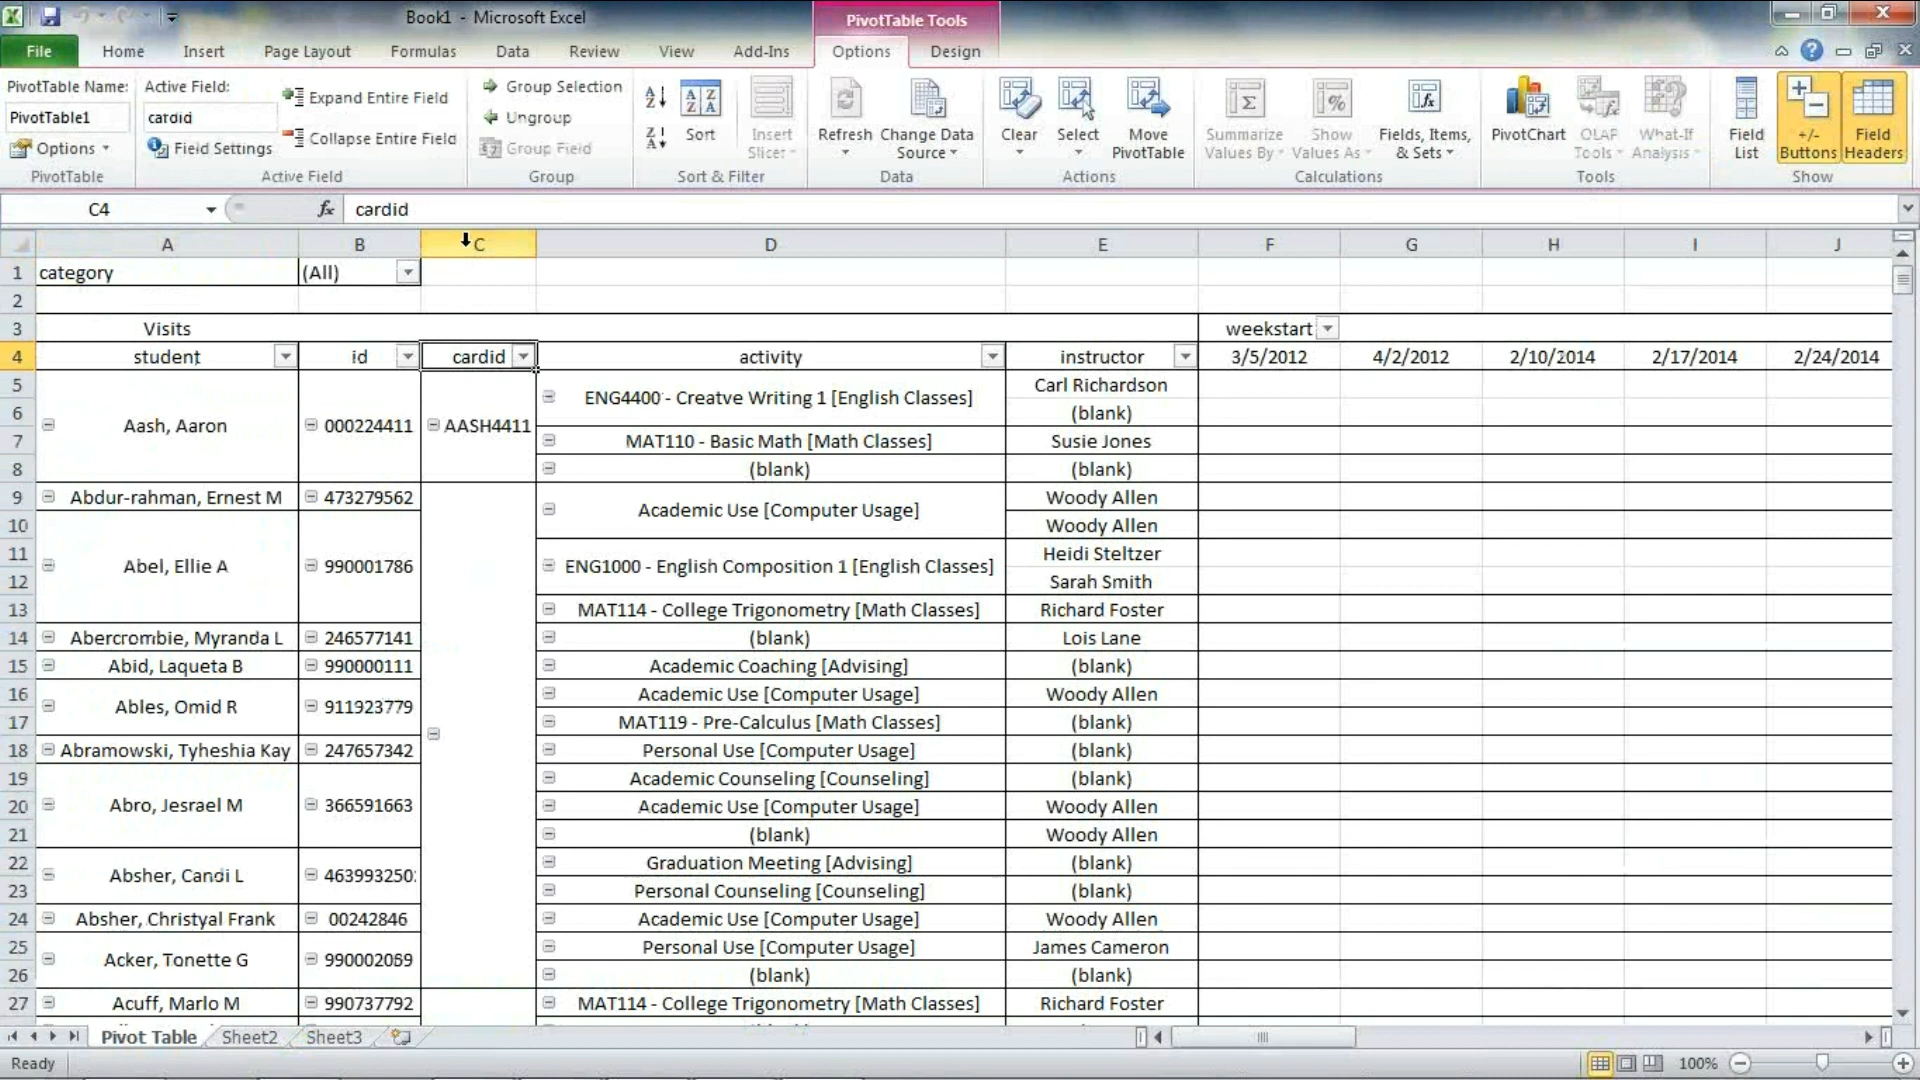 Book1 - Microsoft Excel
PivotTable Tools
File Home Insert Page Layout Formulas Data Review View Add-Ins Options Design
PivotTable Name:
PivotTable1
Options
PivotTable
Active Field:
cardid
Field Settings
Expand Entire Field
Collapse Entire Field
Active Field
Group Selection
Ungroup
Group Field
Group
Sort
Insert Slicer
Sort & Filter
Refresh
Change Data Source
Data
Clear
Select
Move PivotTable
Actions
Summarize Values By
Show Values As
Fields, Items, & Sets
Calculations
PivotChart
OLAP Tools
What-If Analysis
Tools
Field List
+/- Buttons
Field Headers
Show
C4 fx cardid
A B C D E F G H I J
1 category (All)
2
3 Visits weekstart
4 student id cardid activity instructor 3/5/2012 4/2/2012 2/10/2014 2/17/2014 2/24/2014
5 Aash, Aaron 000224411 AASH4411 ENG4400 - Creatve Writing 1 [English Classes] Carl Richardson
6 (blank)
7 MAT110 - Basic Math [Math Classes] Susie Jones
8 (blank) (blank)
9 Abdur-rahman, Ernest M 473279562 Academic Use [Computer Usage] Woody Allen
10 Woody Allen
11 Abel, Ellie A 990001786 ENG1000 - English Composition 1 [English Classes] Heidi Steltzer
12 Sarah Smith
13 MAT114 - College Trigonometry [Math Classes] Richard Foster
14 Abercrombie, Myranda L 246577141 (blank) Lois Lane
15 Abid, Laqueta B 990000111 Academic Coaching [Advising] (blank)
16 Ables, Omid R 911923779 Academic Use [Computer Usage] Woody Allen
17 MAT119 - Pre-Calculus [Math Classes] (blank)
18 Abramowski, Tyheshia Kay 247657342 Personal Use [Computer Usage] (blank)
19 Abro, Jesrael M 366591663 Academic Counseling [Counseling] (blank)
20 Academic Use [Computer Usage] Woody Allen
21 (blank) Woody Allen
22 Absher, Candi L 463993250 Graduation Meeting [Advising] (blank)
23 Personal Counseling [Counseling] (blank)
24 Absher, Christyal Frank 00242846 Academic Use [Computer Usage] Woody Allen
25 Acker, Tonette G 990002069 Personal Use [Computer Usage] James Cameron
26 (blank) (blank)
27 Acuff, Marlo M 990737792 MAT114 - College Trigonometry [Math Classes] Richard Foster
Pivot Table Sheet2 Sheet3
Ready 100%